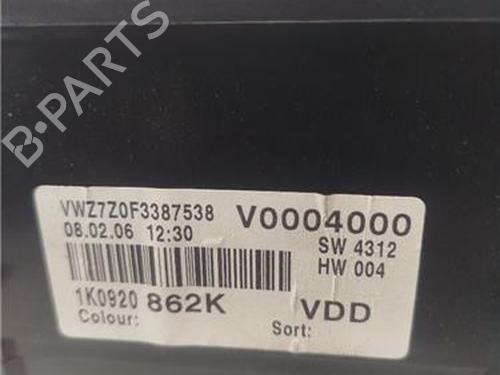 B-PARTS
VWZ7Z0F3387538 V0004000
08.02.06 12:30 SW 4312
HW 004
1K0920 862K VDD
Colour: Sort: